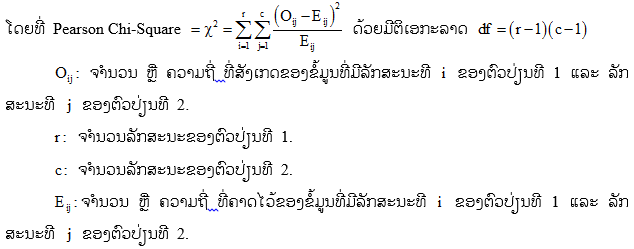 ໂດຍທີ່ Pearson Chi-Square $= \chi^2 = \sum_{i=1}^{r} \sum_{j=1}^{c} \frac{(O_{ij} - E_{ij})^2}{E_{ij}}$ ດ້ວຍມີຕິເອກະລາດ $df = (r-1)(c-1)$
$O_{ij}$: ຈຳນວນ ຫຼື ຄວາມຖີ່ ທີ່ສັງເກດຂອງຂໍ້ມູນທີ່ມີລັກສະນະທີ i ຂອງຕົວປ່ຽນທີ 1 ແລະ ລັກ
ສະນະທີ j ຂອງຕົວປ່ຽນທີ 2.
r: ຈຳນວນລັກສະນະຂອງຕົວປ່ຽນທີ 1.
c: ຈຳນວນລັກສະນະຂອງຕົວປ່ຽນທີ 2.
$E_{ij}$: ຈຳນວນ ຫຼື ຄວາມຖີ່ ທີ່ຄາດໄວ້ຂອງຂໍ້ມູນທີ່ມີລັກສະນະທີ i ຂອງຕົວປ່ຽນທີ 1 ແລະ ລັກ
ສະນະທີ j ຂອງຕົວປ່ຽນທີ 2.